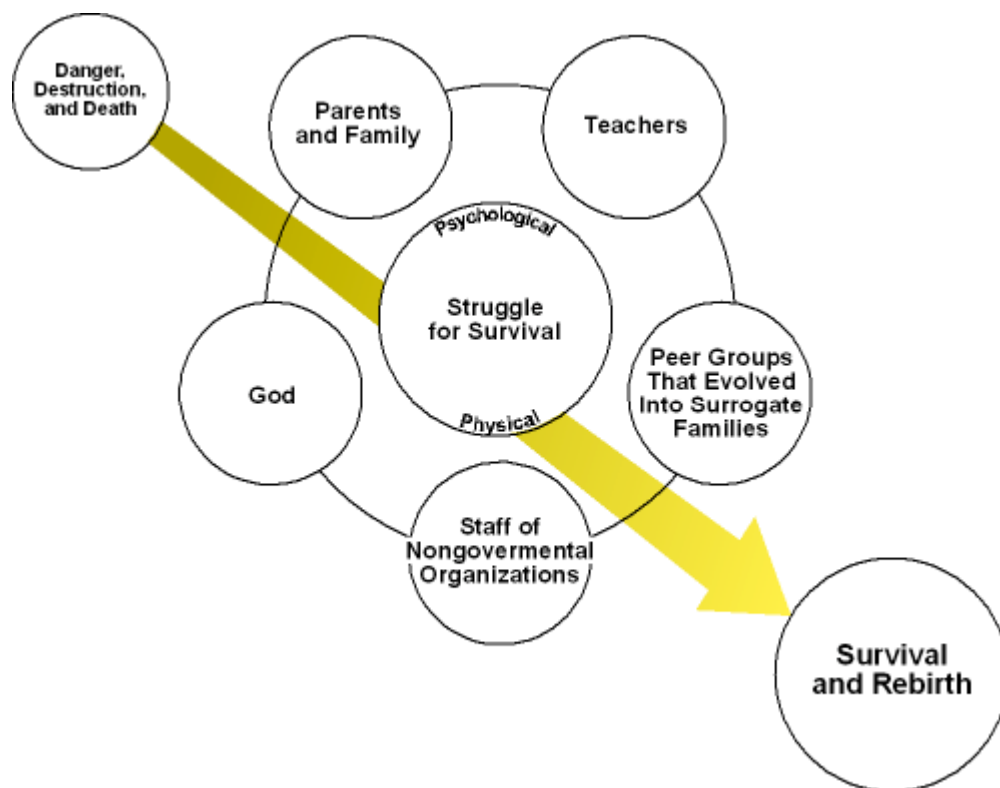 Danger,
Destruction,
and Death
Parents
and Family
Teachers
Psychological
Struggle
for Survival
Physical
God
Peer Groups
That Evolved
Into Surrogate
Families
Staff of
Nongovermental
Organizations
Survival
and Rebirth